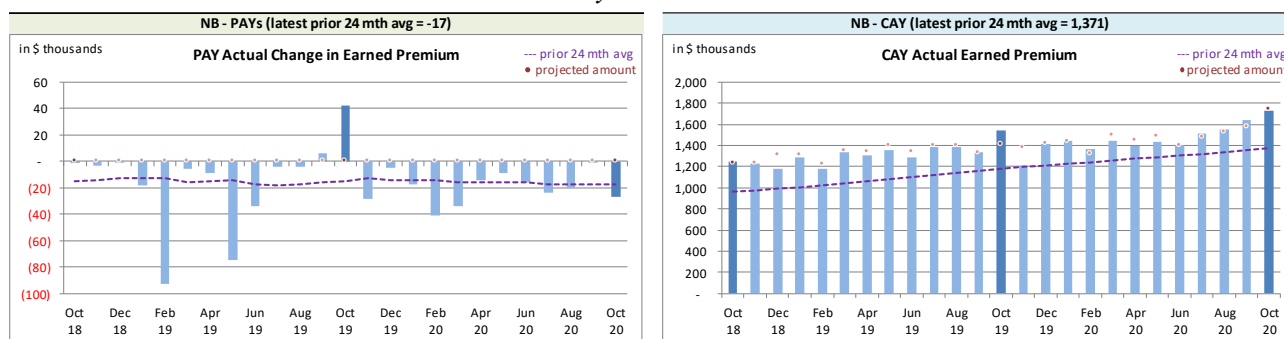 NB - PAYs (latest prior 24 mth avg = -17)
in $ thousands
PAY Actual Change in Earned Premium
--- prior 24 mth avg
• projected amount
60
40
20
-
(20)
(40)
(60)
(80)
(100)
Oct 18 Dec 18 Feb 19 Apr 19 Jun 19 Aug 19 Oct 19 Dec 19 Feb 20 Apr 20 Jun 20 Aug 20 Oct 20
NB - CAY (latest prior 24 mth avg = 1,371)
in $ thousands
CAY Actual Earned Premium
--- prior 24 mth avg
• projected amount
2,000
1,800
1,600
1,400
1,200
1,000
800
600
400
200
-
Oct 18 Dec 18 Feb 19 Apr 19 Jun 19 Aug 19 Oct 19 Dec 19 Feb 20 Apr 20 Jun 20 Aug 20 Oct 20